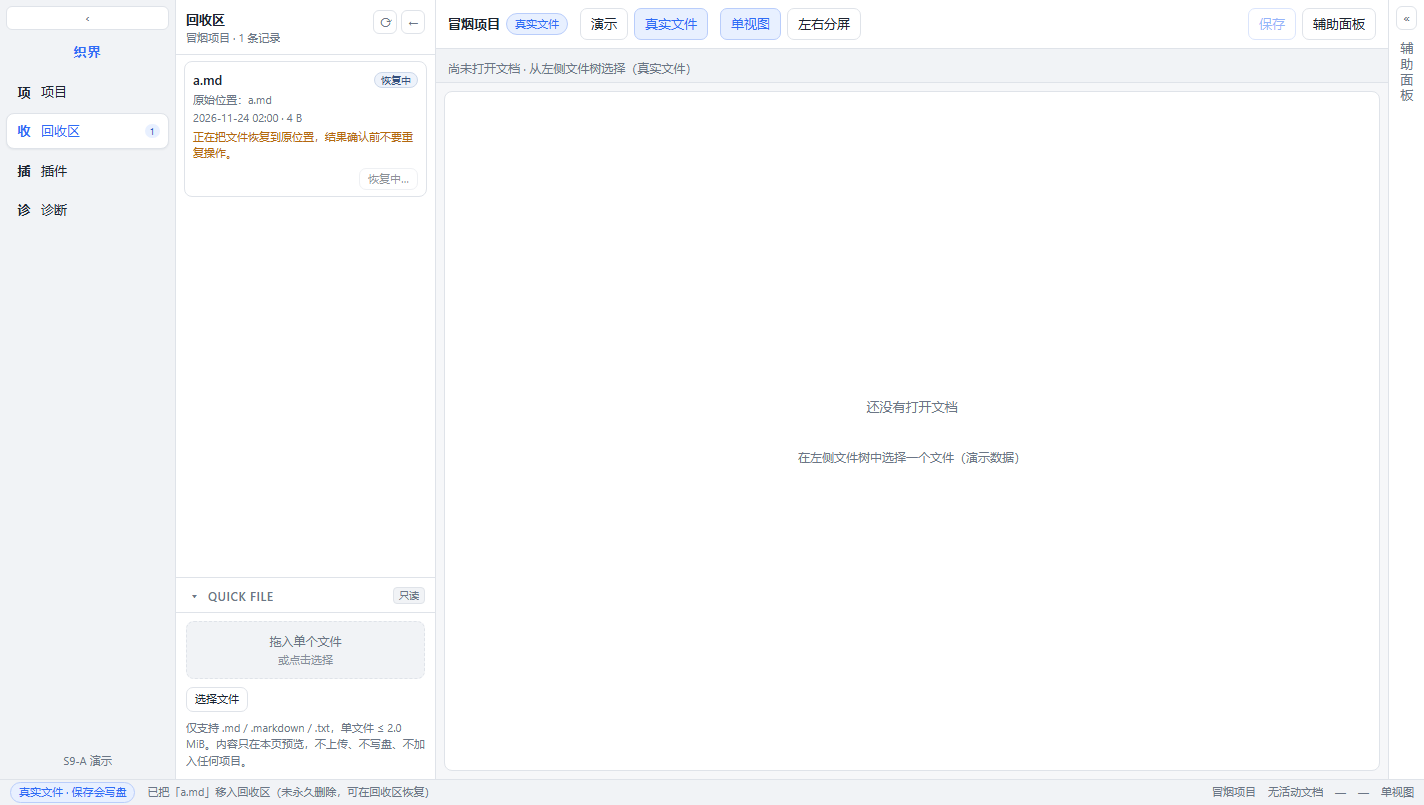 ‹
织界
项 项目
收 回收区 1
插 插件
诊 诊断
S9-A 演示
回收区
冒烟项目 · 1 条记录
⟳ ←
a.md 恢复中
原始位置：a.md
2026-11-24 02:00 · 4 B
正在把文件恢复到原位置，结果确认前不要重
复操作。
恢复中...
▾ QUICK FILE 只读
拖入单个文件
或点击选择
选择文件
仅支持 .md / .markdown / .txt，单文件 ≤ 2.0
MiB。内容只在本页预览，不上传、不写盘、不加
入任何项目。
冒烟项目 真实文件 演示 真实文件 单视图 左右分屏 保存 辅助面板
尚未打开文档 · 从左侧文件树选择（真实文件）
还没有打开文档
在左侧文件树中选择一个文件（演示数据）
«
辅
助
面
板
真实文件 · 保存会写盘 已把「a.md」移入回收区（未永久删除，可在回收区恢复） 冒烟项目 无活动文档 — — 单视图